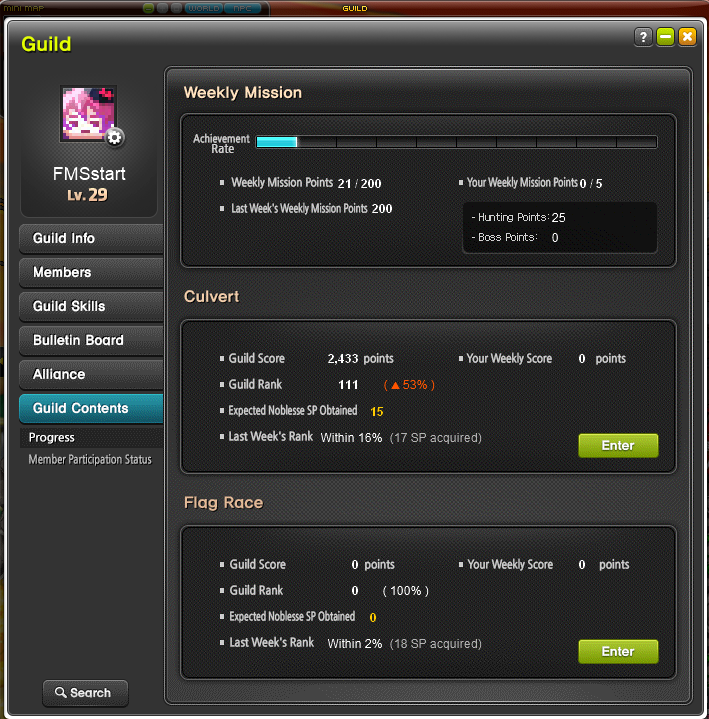 MINI MAP WORLD NPC GUILD
Guild
?
FMSstart
Lv. 29
Guild Info
Members
Guild Skills
Bulletin Board
Alliance
Guild Contents
Progress
Member Participation Status
Search
Weekly Mission
Achievement
Rate
Weekly Mission Points 21 / 200
Your Weekly Mission Points 0 / 5
Last Week's Weekly Mission Points 200
- Hunting Points: 25
- Boss Points: 0
Culvert
Guild Score 2,433 points
Your Weekly Score 0 points
Guild Rank 111 ( ▲ 53% )
Expected Noblesse SP Obtained 15
Last Week's Rank Within 16% (17 SP acquired)
Enter
Flag Race
Guild Score 0 points
Your Weekly Score 0 points
Guild Rank 0 ( 100% )
Expected Noblesse SP Obtained 0
Last Week's Rank Within 2% (18 SP acquired)
Enter